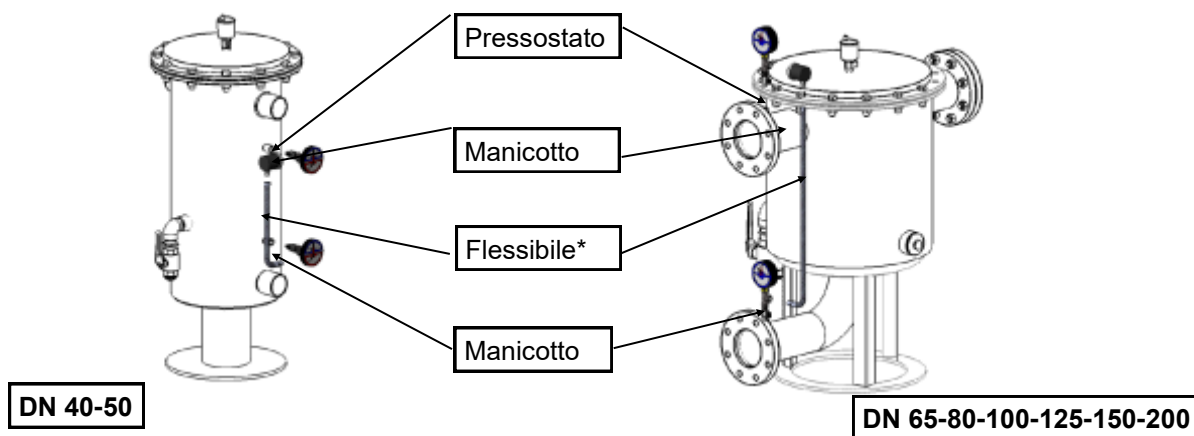 Pressostato
Manicotto
Flessibile*
Manicotto
DN 40-50
DN 65-80-100-125-150-200